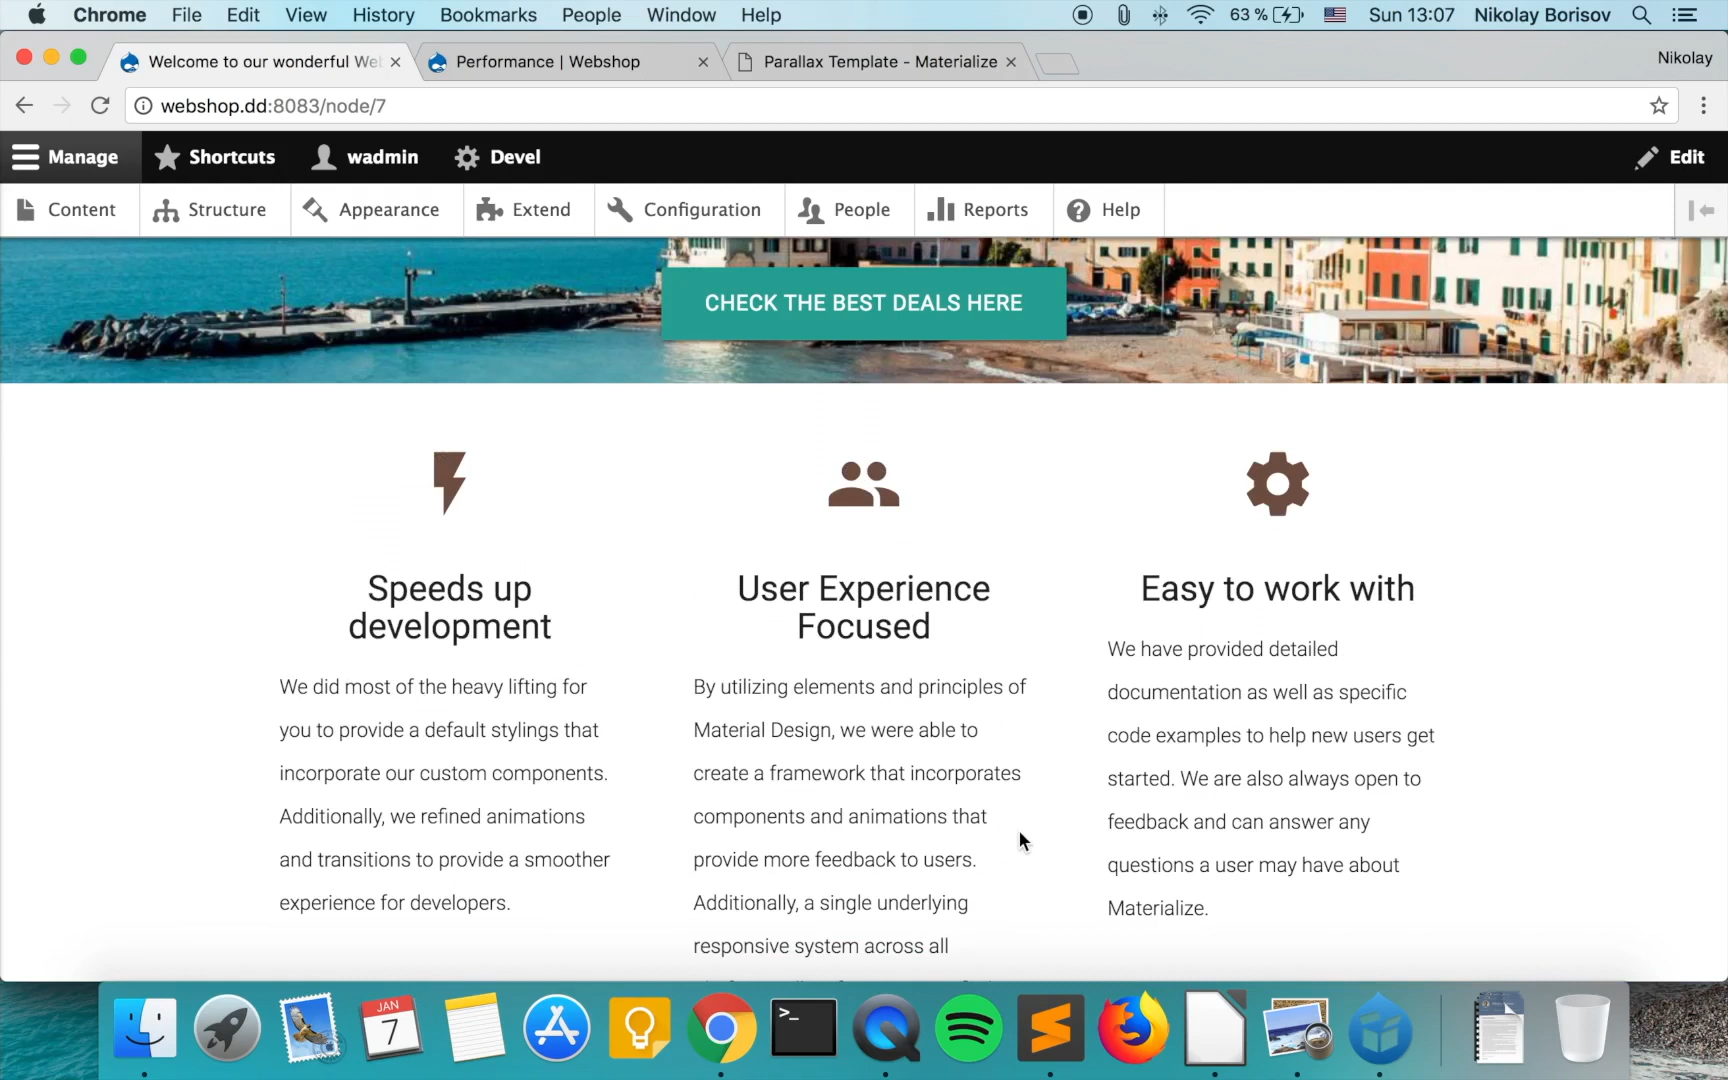 Chrome File Edit View History Bookmarks People Window Help 63 % Sun 13:07 Nikolay Borisov
Welcome to our wonderful We Performance | Webshop Parallax Template - Materialize Nikolay
webshop.dd:8083/node/7
Manage Shortcuts wadmin Devel Edit
Content Structure Appearance Extend Configuration People Reports Help
CHECK THE BEST DEALS HERE
Speeds up
development
We did most of the heavy lifting for
you to provide a default stylings that
incorporate our custom components.
Additionally, we refined animations
and transitions to provide a smoother
experience for developers.
User Experience
Focused
By utilizing elements and principles of
Material Design, we were able to
create a framework that incorporates
components and animations that
provide more feedback to users.
Additionally, a single underlying
responsive system across all
Easy to work with
We have provided detailed
documentation as well as specific
code examples to help new users get
started. We are also always open to
feedback and can answer any
questions a user may have about
Materialize.
JAN
7
>_